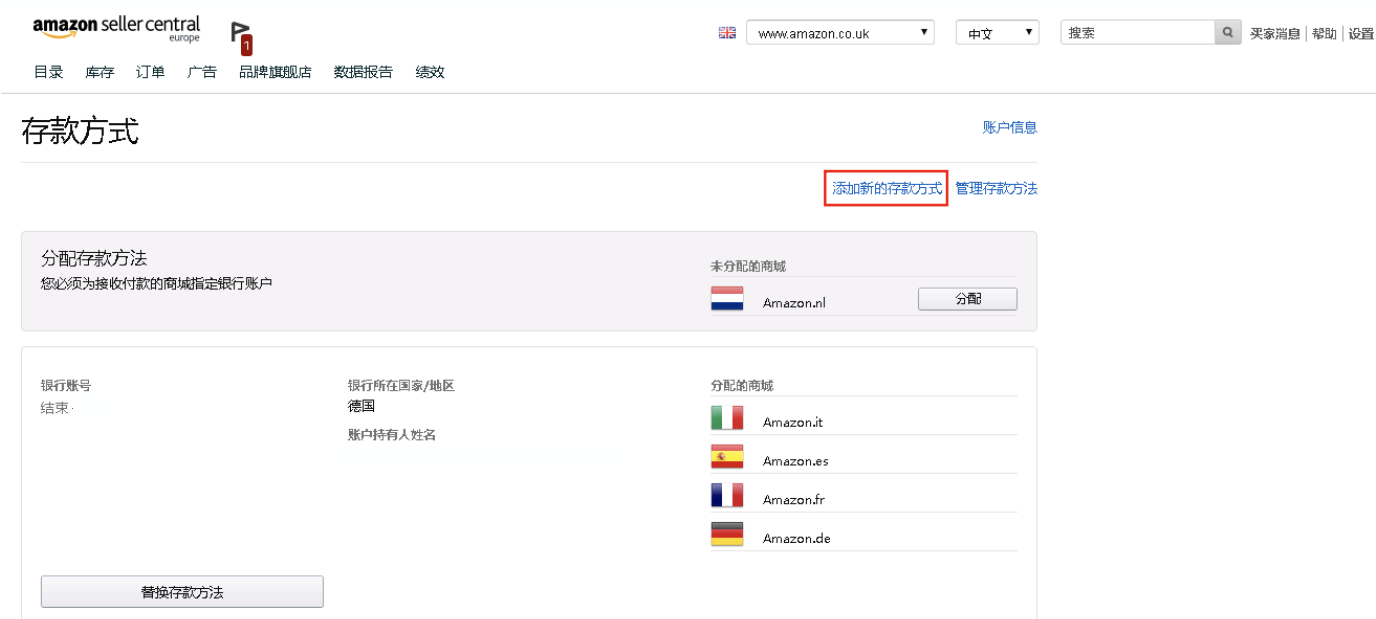 amazon seller central
europe
1
www.amazon.co.uk
中文
搜索
买家消息 | 帮助 | 设置
目录 库存 订单 广告 品牌旗舰店 数据报告 绩效
存款方式
账户信息
添加新的存款方式 管理存款方法
分配存款方法
您必须为接收付款的商城指定银行账户
未分配的商城
Amazon.nl
分配
银行账号
结束
银行所在国家/地区
德国
账户持有人姓名
分配的商城
Amazon.it
Amazon.es
Amazon.fr
Amazon.de
替换存款方法